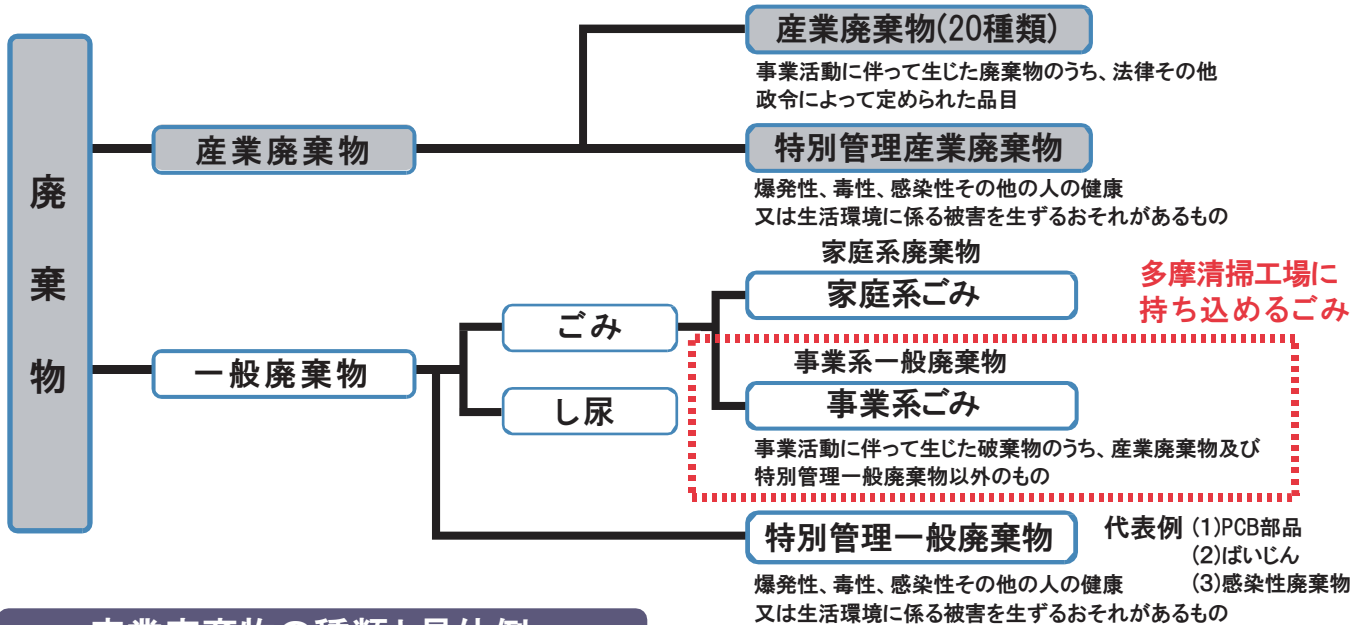 廃棄物
産業廃棄物
産業廃棄物(20種類)
事業活動に伴って生じた廃棄物のうち、法律その他
政令によって定められた品目
特別管理産業廃棄物
爆発性、毒性、感染性その他の人の健康
又は生活環境に係る被害を生ずるおそれがあるもの
一般廃棄物
ごみ
し尿
家庭系廃棄物
家庭系ごみ
多摩清掃工場に
持ち込めるごみ
事業系一般廃棄物
事業系ごみ
事業活動に伴って生じた破棄物のうち、産業廃棄物及び
特別管理一般廃棄物以外のもの
特別管理一般廃棄物
代表例 (1)PCB部品
(2)ばいじん
(3)感染性廃棄物
爆発性、毒性、感染性その他の人の健康
又は生活環境に係る被害を生ずるおそれがあるもの